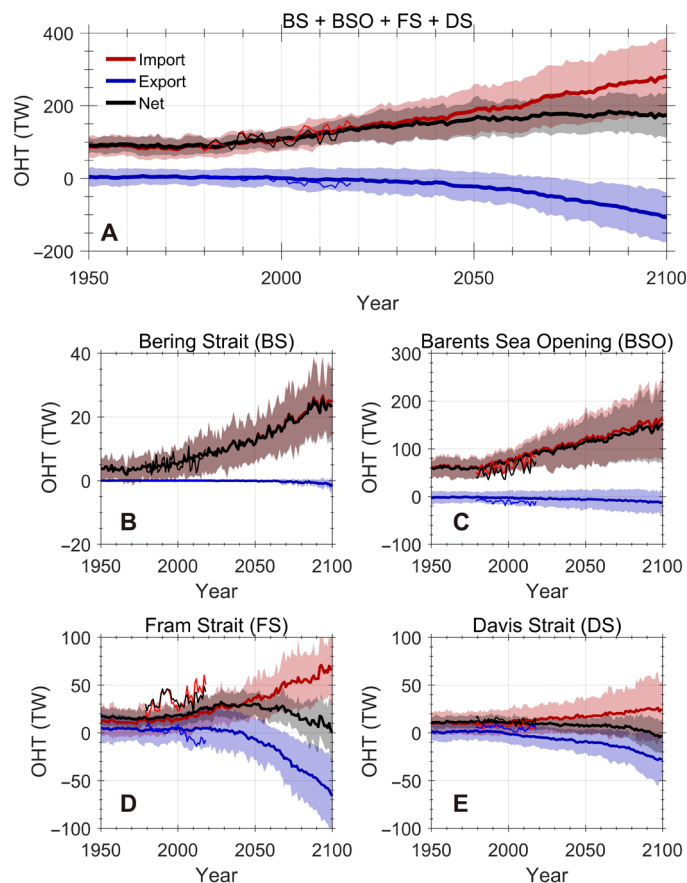 BS + BSO + FS + DS
400
200
0
−200
OHT (TW)
Import
Export
Net
A
1950
2000
2050
2100
Year
Bering Strait (BS)
40
20
0
−20
OHT (TW)
B
1950
2000
2050
2100
Year
Barents Sea Opening (BSO)
300
200
100
0
−100
OHT (TW)
C
1950
2000
2050
2100
Year
Fram Strait (FS)
100
50
0
−50
−100
OHT (TW)
D
1950
2000
2050
2100
Year
Davis Strait (DS)
100
50
0
−50
−100
OHT (TW)
E
1950
2000
2050
2100
Year